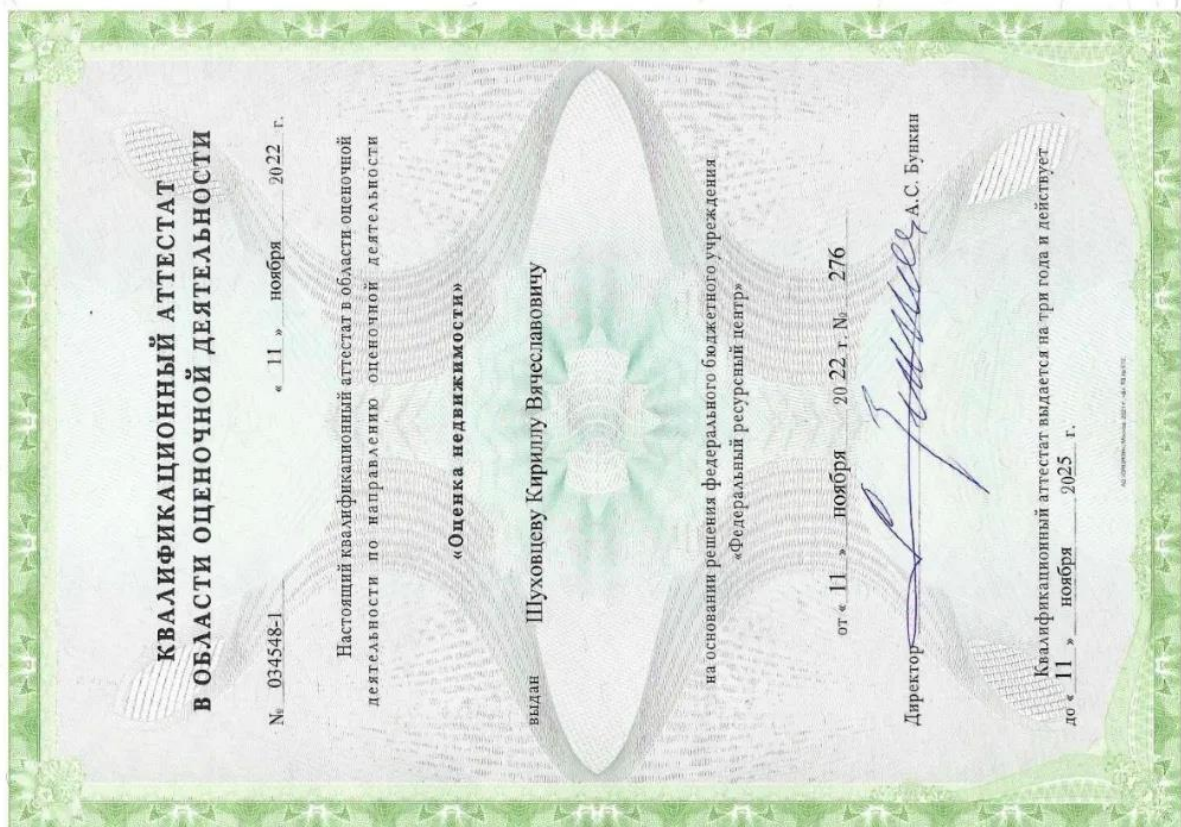 КВАЛИФИКАЦИОННЫЙ АТТЕСТАТ
В ОБЛАСТИ ОЦЕНОЧНОЙ ДЕЯТЕЛЬНОСТИ
№ 034548-1 « 11 » ноября 2022 г.
Настоящий квалификационный аттестат в области оценочной
деятельности по направлению оценочной деятельности
«Оценка недвижимости»
выдан Шуховцеву Кириллу Вячеславовичу
на основании решения федерального бюджетного учреждения
«Федеральный ресурсный центр»
от « 11 » ноября 20 22 г. № 276
Директор А.С. Бункин
Квалификационный аттестат выдается на три года и действует
до « 11 » ноября 2025 г.